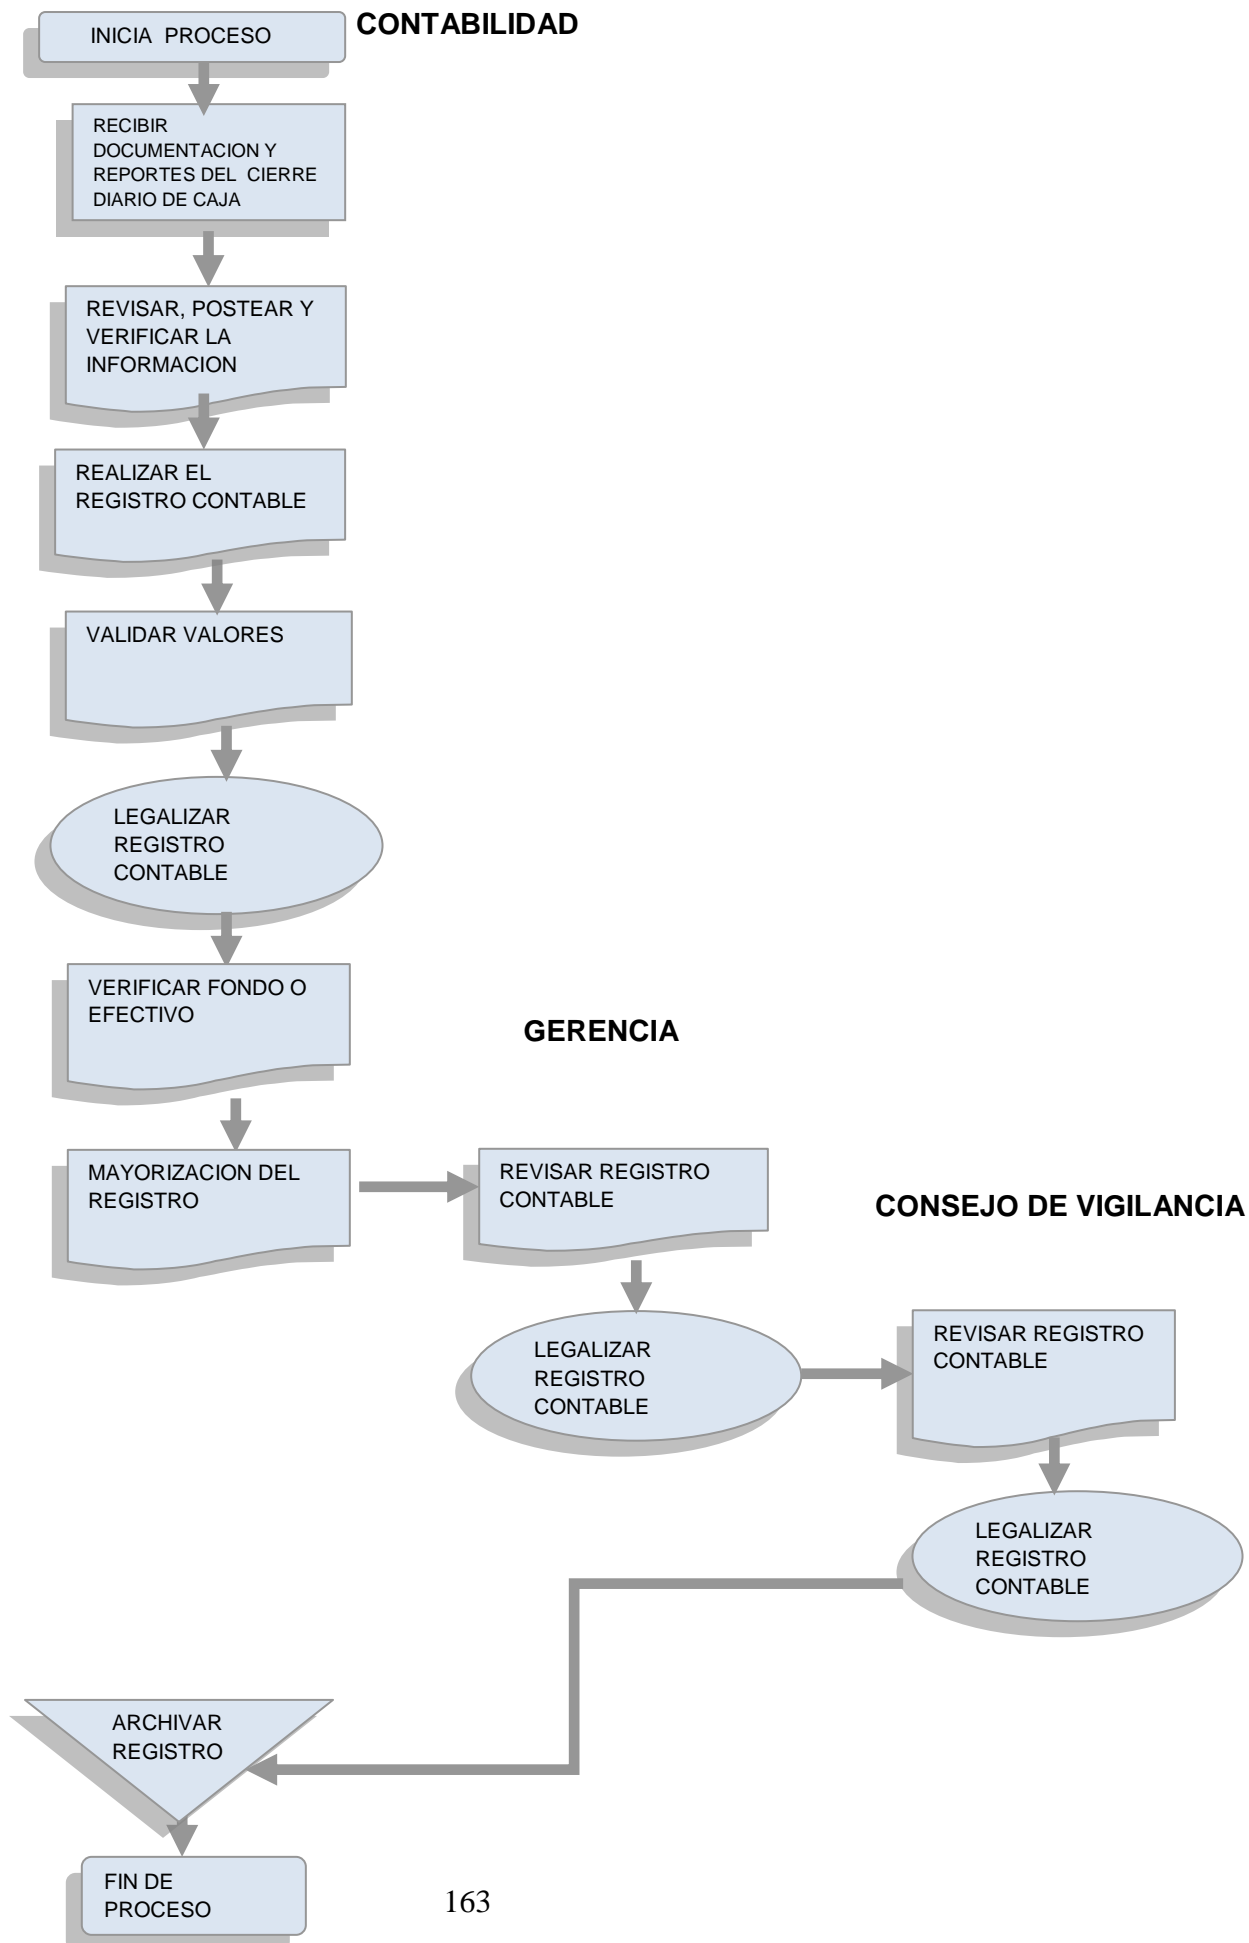 CONTABILIDAD
INICIA PROCESO
RECIBIR
DOCUMENTACION Y
REPORTES DEL CIERRE
DIARIO DE CAJA
REVISAR, POSTEAR Y
VERIFICAR LA
INFORMACION
REALIZAR EL
REGISTRO CONTABLE
VALIDAR VALORES
LEGALIZAR
REGISTRO
CONTABLE
VERIFICAR FONDO O
EFECTIVO
MAYORIZACION DEL
REGISTRO
GERENCIA
REVISAR REGISTRO
CONTABLE
LEGALIZAR
REGISTRO
CONTABLE
CONSEJO DE VIGILANCIA
REVISAR REGISTRO
CONTABLE
LEGALIZAR
REGISTRO
CONTABLE
ARCHIVAR
REGISTRO
FIN DE
PROCESO
163